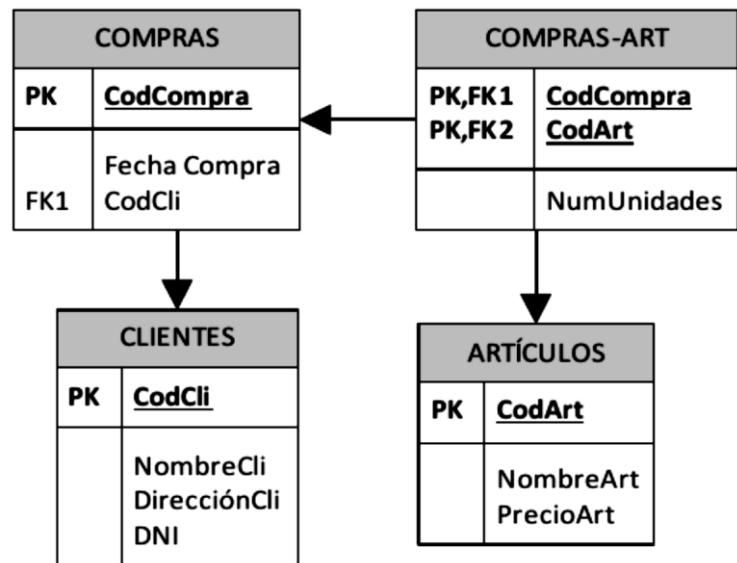 COMPRAS
PK CodCompra
Fecha Compra
FK1 CodCli
COMPRAS-ART
PK,FK1 CodCompra
PK,FK2 CodArt
NumUnidades
CLIENTES
PK CodCli
NombreCli
DirecciónCli
DNI
ARTÍCULOS
PK CodArt
NombreArt
PrecioArt